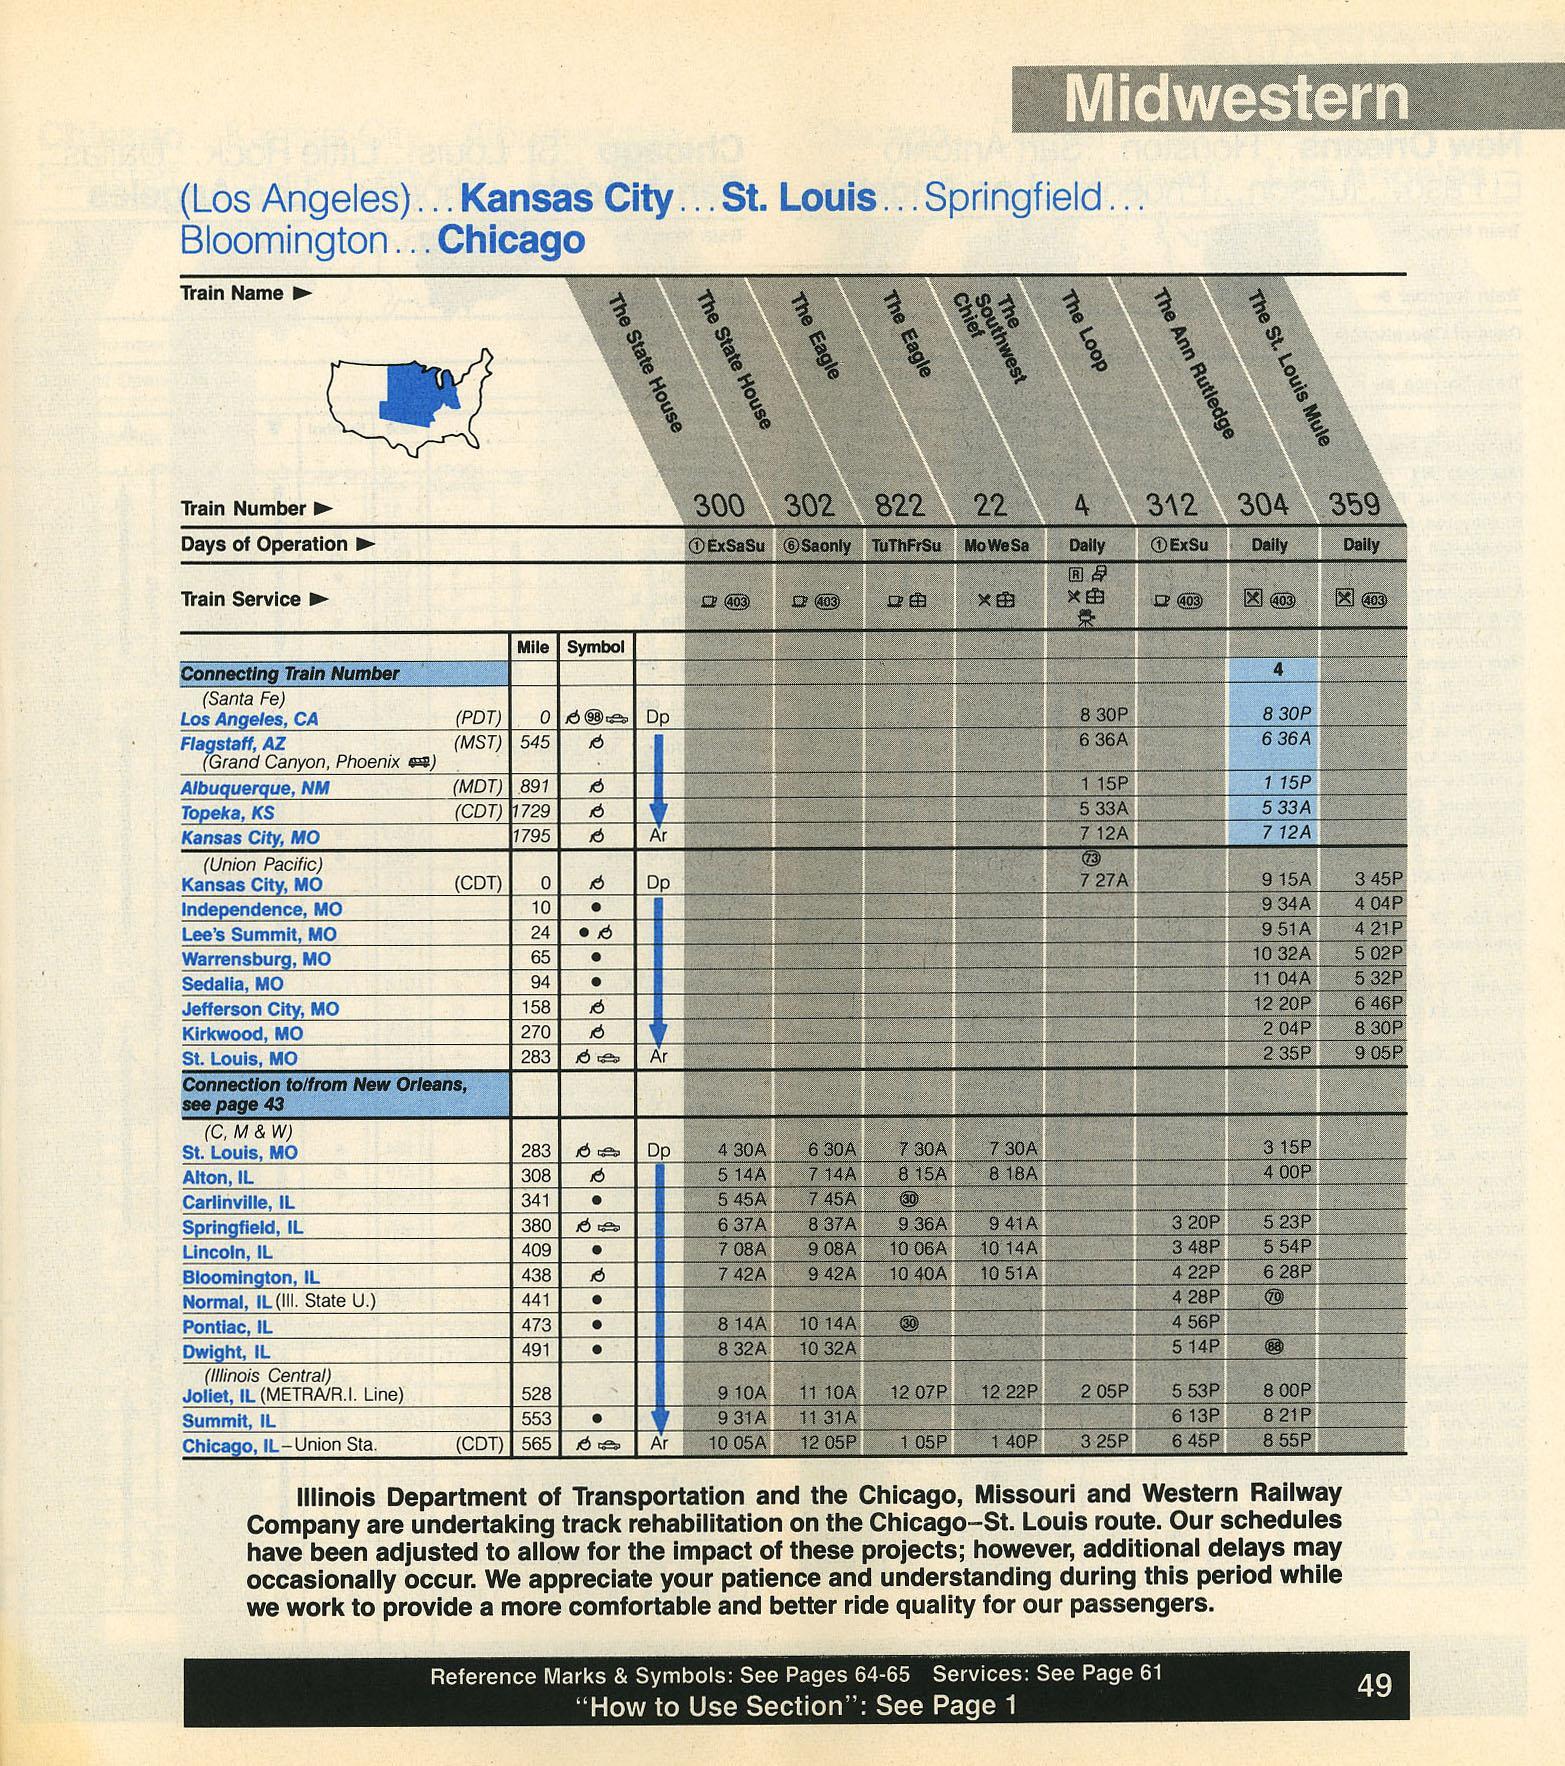 Midwestern
(Los Angeles)...Kansas City...St. Louis...Springfield...
Bloomington...Chicago
Train Name ►
The State House
The State House
The Eagle
The Eagle
The Southwest Chief
The Loop
The Ann Rutledge
The St. Louis Mule
Train Number ► 300 302 822 22 4 312 304 359
Days of Operation ► ①ExSaSu ⑥Saonly TuThFrSu MoWeSa Daily ①ExSu Daily Daily
R
Train Service ► 403 403 403 403 403
Mile Symbol
Connecting Train Number 4
(Santa Fe)
Los Angeles, CA (PDT) 0 98 Dp 8 30P 8 30P
Flagstaff, AZ (MST) 545 6 36A 6 36A
(Grand Canyon, Phoenix )
Albuquerque, NM (MDT) 891 1 15P 1 15P
Topeka, KS (CDT) 1729 5 33A 5 33A
Kansas City, MO 1795 Ar 7 12A 7 12A
(Union Pacific) 73
Kansas City, MO (CDT) 0 Dp 7 27A 9 15A 3 45P
Independence, MO 10 ● 9 34A 4 04P
Lee's Summit, MO 24 ● 9 51A 4 21P
Warrensburg, MO 65 ● 10 32A 5 02P
Sedalia, MO 94 ● 11 04A 5 32P
Jefferson City, MO 158 12 20P 6 46P
Kirkwood, MO 270 2 04P 8 30P
St. Louis, MO 283 Ar 2 35P 9 05P
Connection to/from New Orleans,
see page 43
(C, M & W)
St. Louis, MO 283 Dp 4 30A 6 30A 7 30A 7 30A 3 15P
Alton, IL 308 5 14A 7 14A 8 15A 8 18A 4 00P
Carlinville, IL 341 ● 5 45A 7 45A 30
Springfield, IL 380 6 37A 8 37A 9 36A 9 41A 3 20P 5 23P
Lincoln, IL 409 ● 7 08A 9 08A 10 06A 10 14A 3 48P 5 54P
Bloomington, IL 438 7 42A 9 42A 10 40A 10 51A 4 22P 6 28P
Normal, IL (Ill. State U.) 441 ● 4 28P 70
Pontiac, IL 473 ● 8 14A 10 14A 30 4 56P
Dwight, IL 491 ● 8 32A 10 32A 5 14P 88
(Illinois Central)
Joliet, IL (METRA/R.I. Line) 528 9 10A 11 10A 12 07P 12 22P 2 05P 5 53P 8 00P
Summit, IL 553 ● 9 31A 11 31A 6 13P 8 21P
Chicago, IL–Union Sta. (CDT) 565 Ar 10 05A 12 05P 1 05P 1 40P 3 25P 6 45P 8 55P
Illinois Department of Transportation and the Chicago, Missouri and Western Railway
Company are undertaking track rehabilitation on the Chicago–St. Louis route. Our schedules
have been adjusted to allow for the impact of these projects; however, additional delays may
occasionally occur. We appreciate your patience and understanding during this period while
we work to provide a more comfortable and better ride quality for our passengers.
Reference Marks & Symbols: See Pages 64-65 Services: See Page 61
"How to Use Section": See Page 1
49